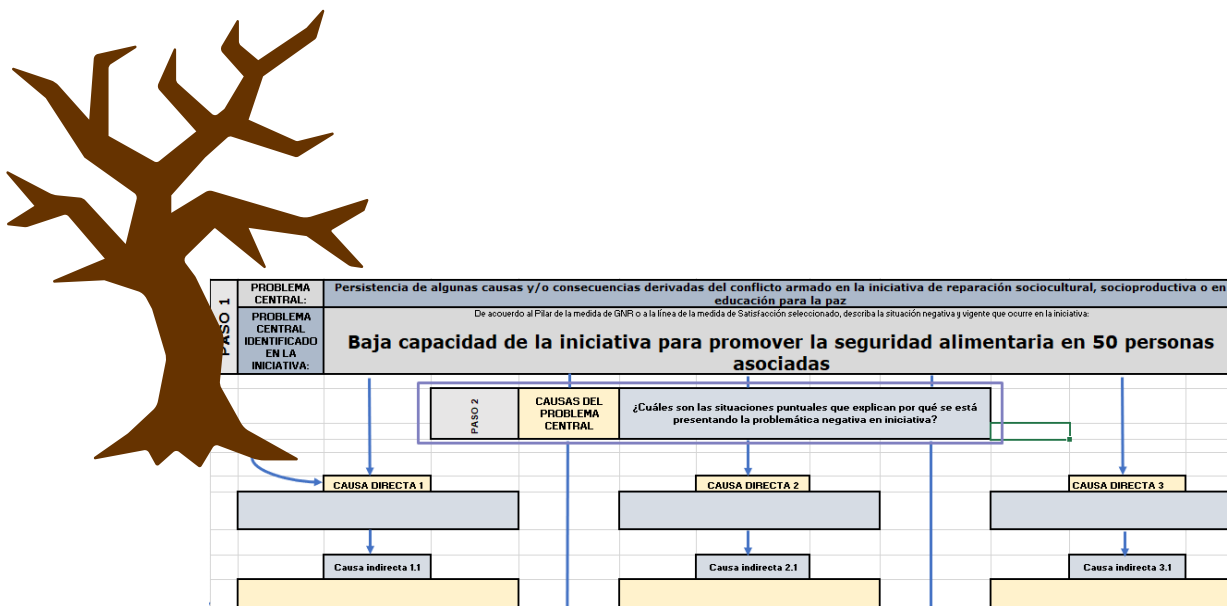 PASO 1
PROBLEMA
CENTRAL:
Persistencia de algunas causas y/o consecuencias derivadas del conflicto armado en la iniciativa de reparación sociocultural, socioproductiva o en
educación para la paz
PROBLEMA
CENTRAL
IDENTIFICADO
EN LA
INICIATIVA:
De acouerdo al Pilar de la medida de GNR o a la línea de la medida de Satisfacción seleccionado, describa la situación negativa y vigente que ocurre en la iniciativa:
Baja capacidad de la iniciativa para promover la seguridad alimentaria en 50 personas
asociadas
PASO 2
CAUSAS DEL
PROBLEMA
CENTRAL
¿Cuáles son las situaciones puntuales que explican por qué se está
presentando la problemática negativa en iniciativa?
CAUSA DIRECTA 1
CAUSA DIRECTA 2
CAUSA DIRECTA 3
Causa indirecta 1.1
Causa indirecta 2.1
Causa indirecta 3.1